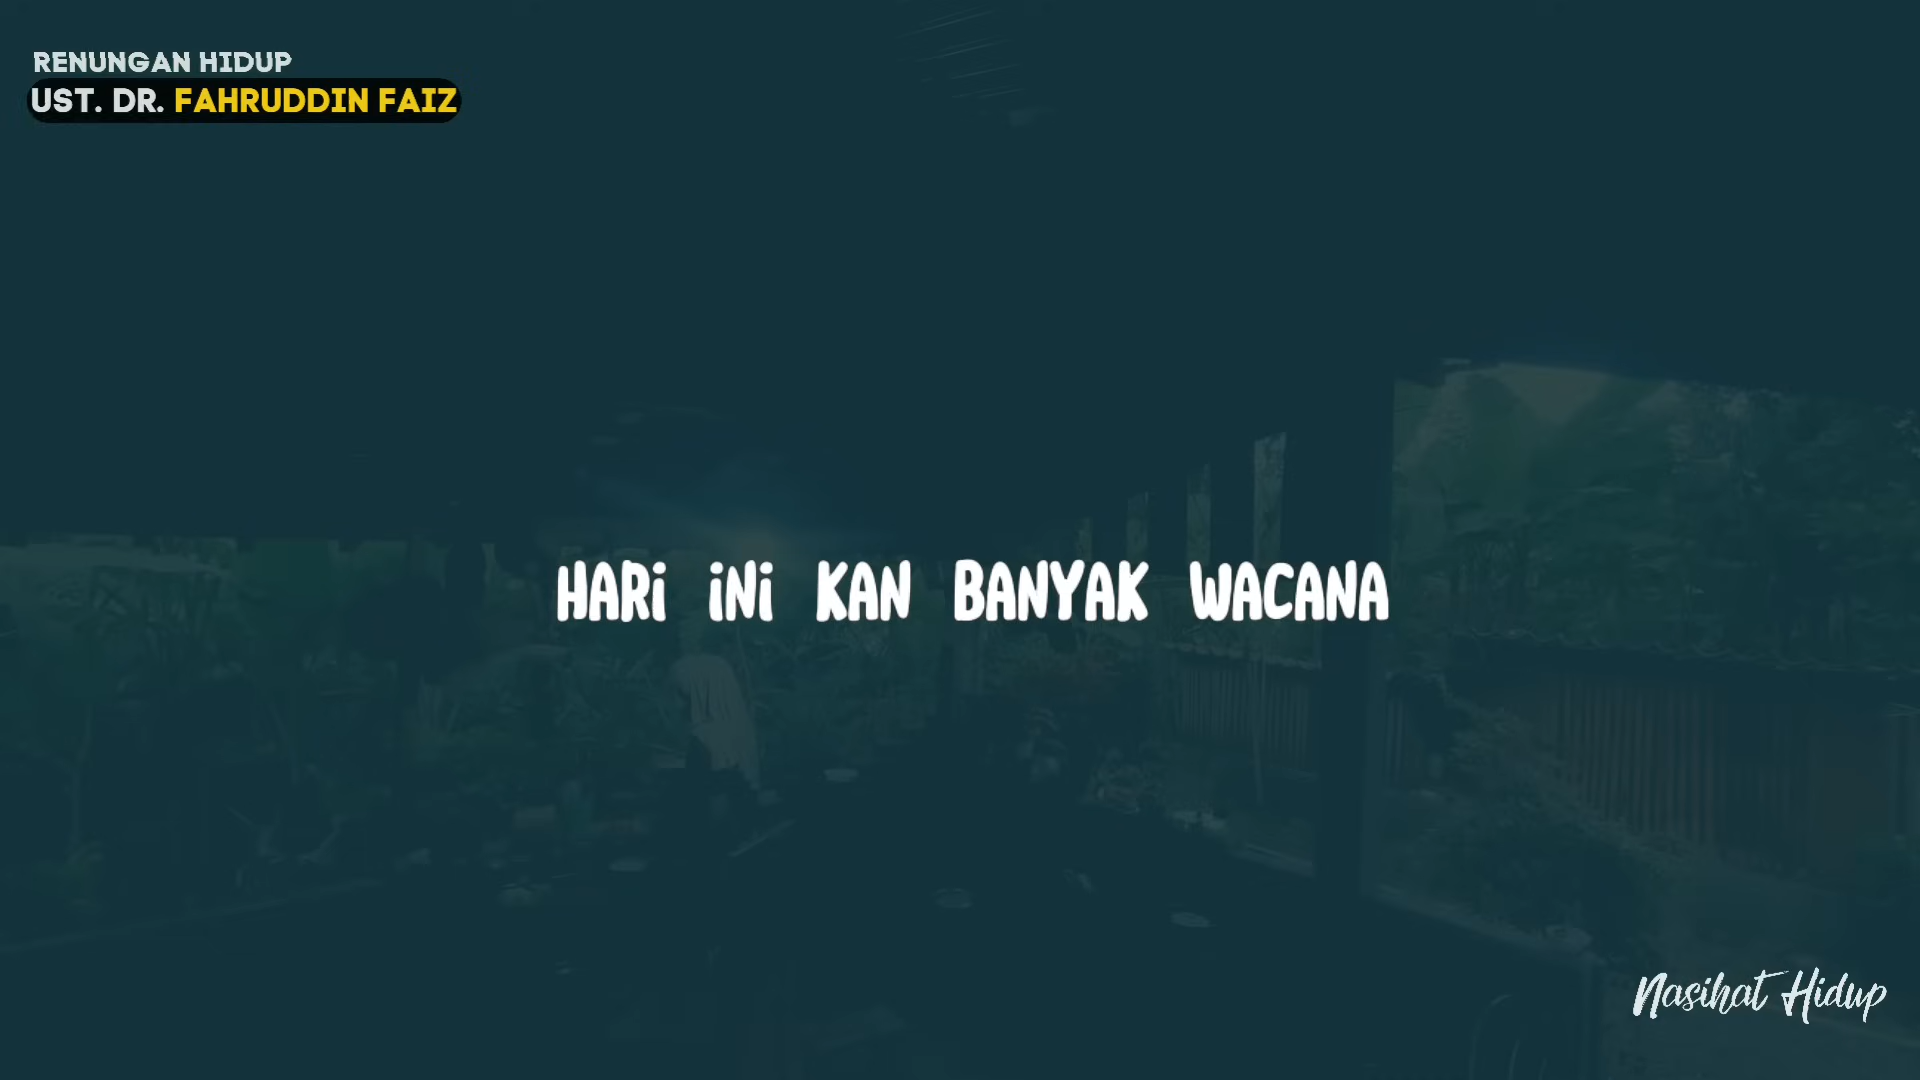 RENUNGAN HIDUP
UST. DR. FAHRUDDIN FAIZ
HARI INI KAN BANYAK WACANA
Nasihat Hidup